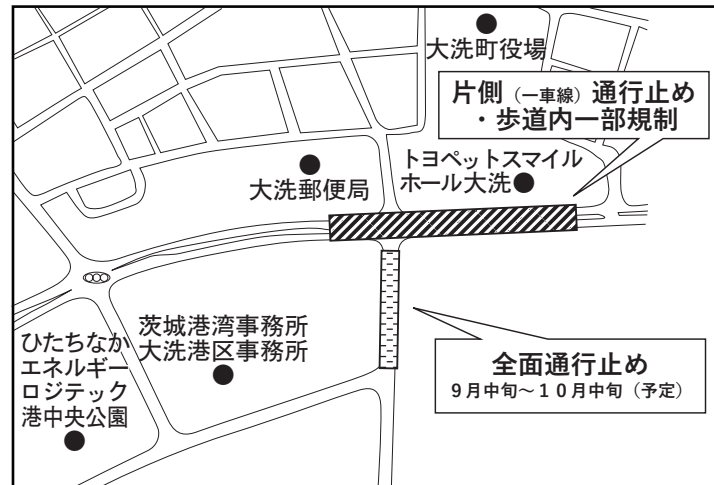 大洗町役場
片側（一車線）通行止め
・歩道内一部規制
トヨペットスマイル
ホール大洗
大洗郵便局
茨城港湾事務所
大洗港区事務所
ひたちなか
エネルギー
ロジテック
港中央公園
全面通行止め
9月中旬～10月中旬（予定）